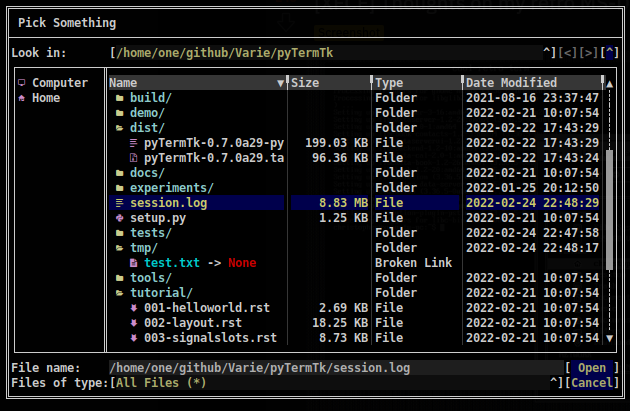 Pick Something
Look in: [/home/one/github/Varie/pyTermTk ^][<][>][^]
Computer
Home
Name ▼ Size Type Date Modified ▲
build/ Folder 2021-08-16 23:37:47
demo/ Folder 2022-02-21 10:07:54
dist/ Folder 2022-02-22 17:43:29
pyTermTk-0.7.0a29-py 199.03 KB File 2022-02-22 17:43:29
pyTermTk-0.7.0a29.ta 96.36 KB File 2022-02-22 17:43:24
docs/ Folder 2022-02-21 10:07:54
experiments/ Folder 2022-01-25 20:12:50
session.log 8.83 MB File 2022-02-24 22:48:29
setup.py 1.25 KB File 2022-02-21 10:07:54
tests/ Folder 2022-02-24 22:47:58
tmp/ Folder 2022-02-24 22:48:17
test.txt -> None Broken Link
tools/ Folder 2022-02-21 10:07:54
tutorial/ Folder 2022-02-21 10:07:54
001-helloworld.rst 2.69 KB File 2022-02-21 10:07:54
002-layout.rst 18.25 KB File 2022-02-21 10:07:54
003-signalslots.rst 8.73 KB File 2022-02-21 10:07:54 ▼
File name: /home/one/github/Varie/pyTermTk/session.log [ Open ]
Files of type:[All Files (*) ^][Cancel]